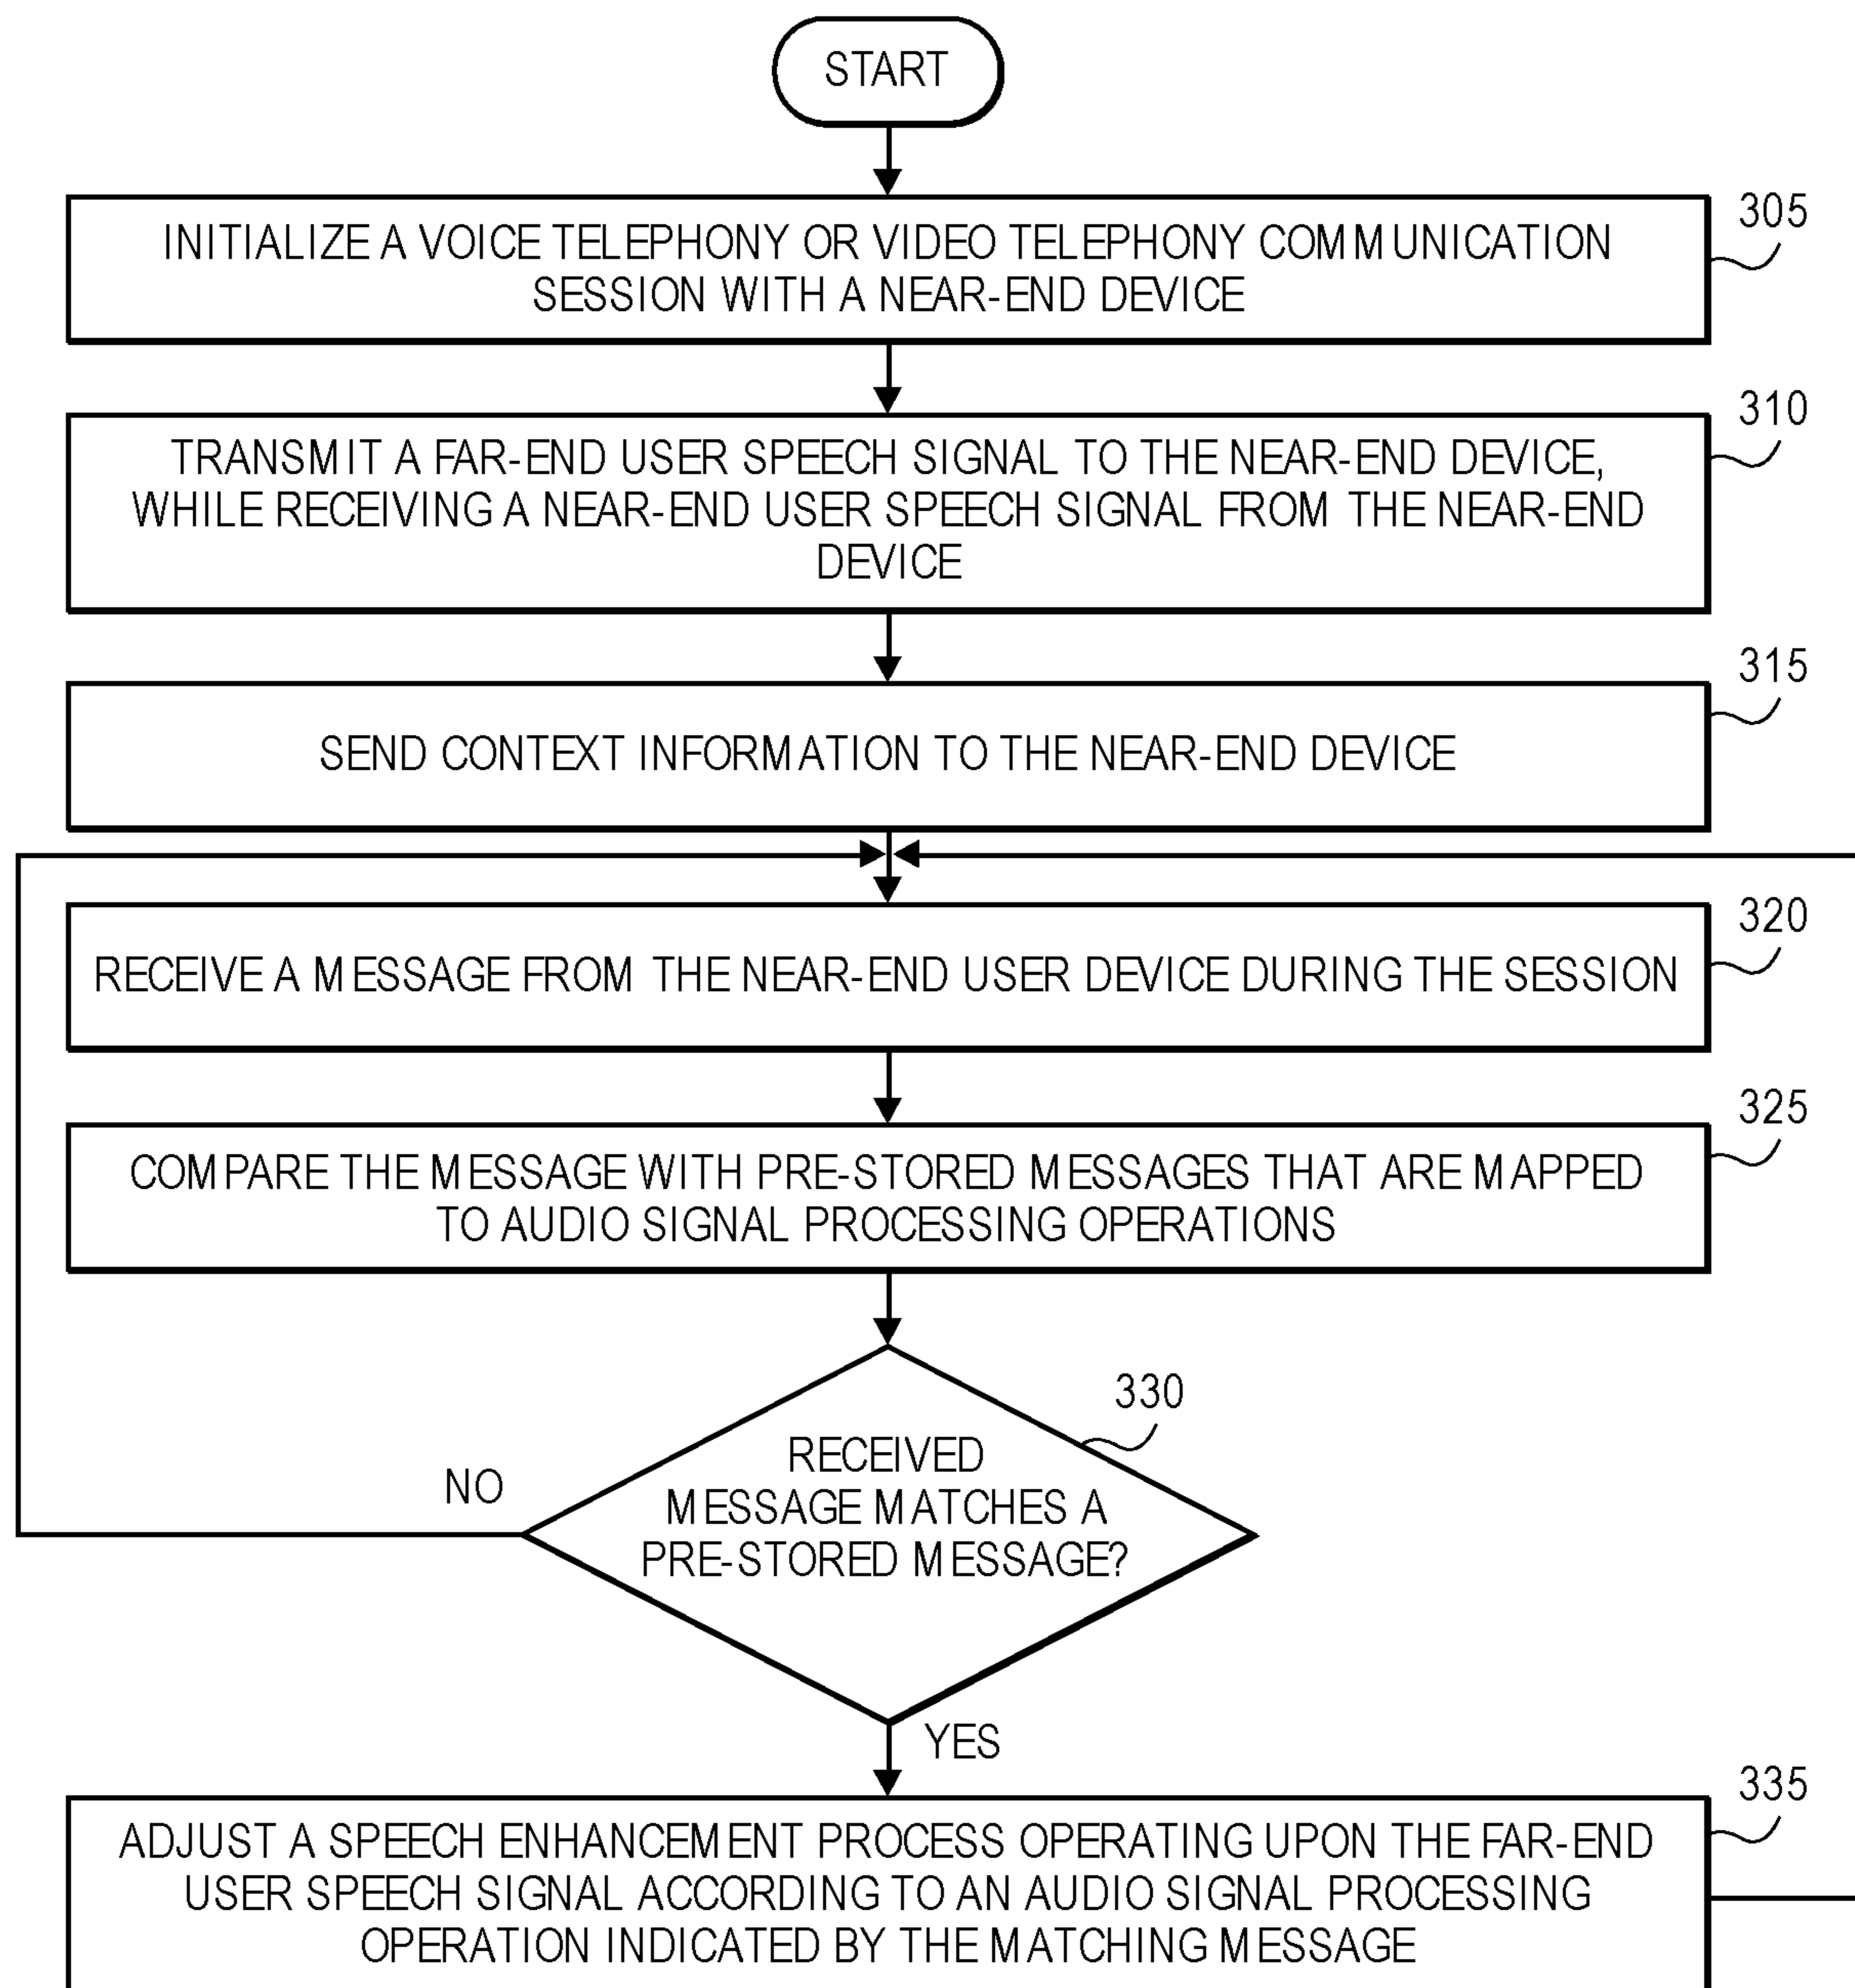 START
305
INITIALIZE A VOICE TELEPHONY OR VIDEO TELEPHONY COMMUNICATION
SESSION WITH A NEAR-END DEVICE
310
TRANSMIT A FAR-END USER SPEECH SIGNAL TO THE NEAR-END DEVICE,
WHILE RECEIVING A NEAR-END USER SPEECH SIGNAL FROM THE NEAR-END
DEVICE
315
SEND CONTEXT INFORMATION TO THE NEAR-END DEVICE
320
RECEIVE A MESSAGE FROM THE NEAR-END USER DEVICE DURING THE SESSION
325
COMPARE THE MESSAGE WITH PRE-STORED MESSAGES THAT ARE MAPPED
TO AUDIO SIGNAL PROCESSING OPERATIONS
330
RECEIVED
MESSAGE MATCHES A
PRE-STORED MESSAGE?
NO
YES
335
ADJUST A SPEECH ENHANCEMENT PROCESS OPERATING UPON THE FAR-END
USER SPEECH SIGNAL ACCORDING TO AN AUDIO SIGNAL PROCESSING
OPERATION INDICATED BY THE MATCHING MESSAGE